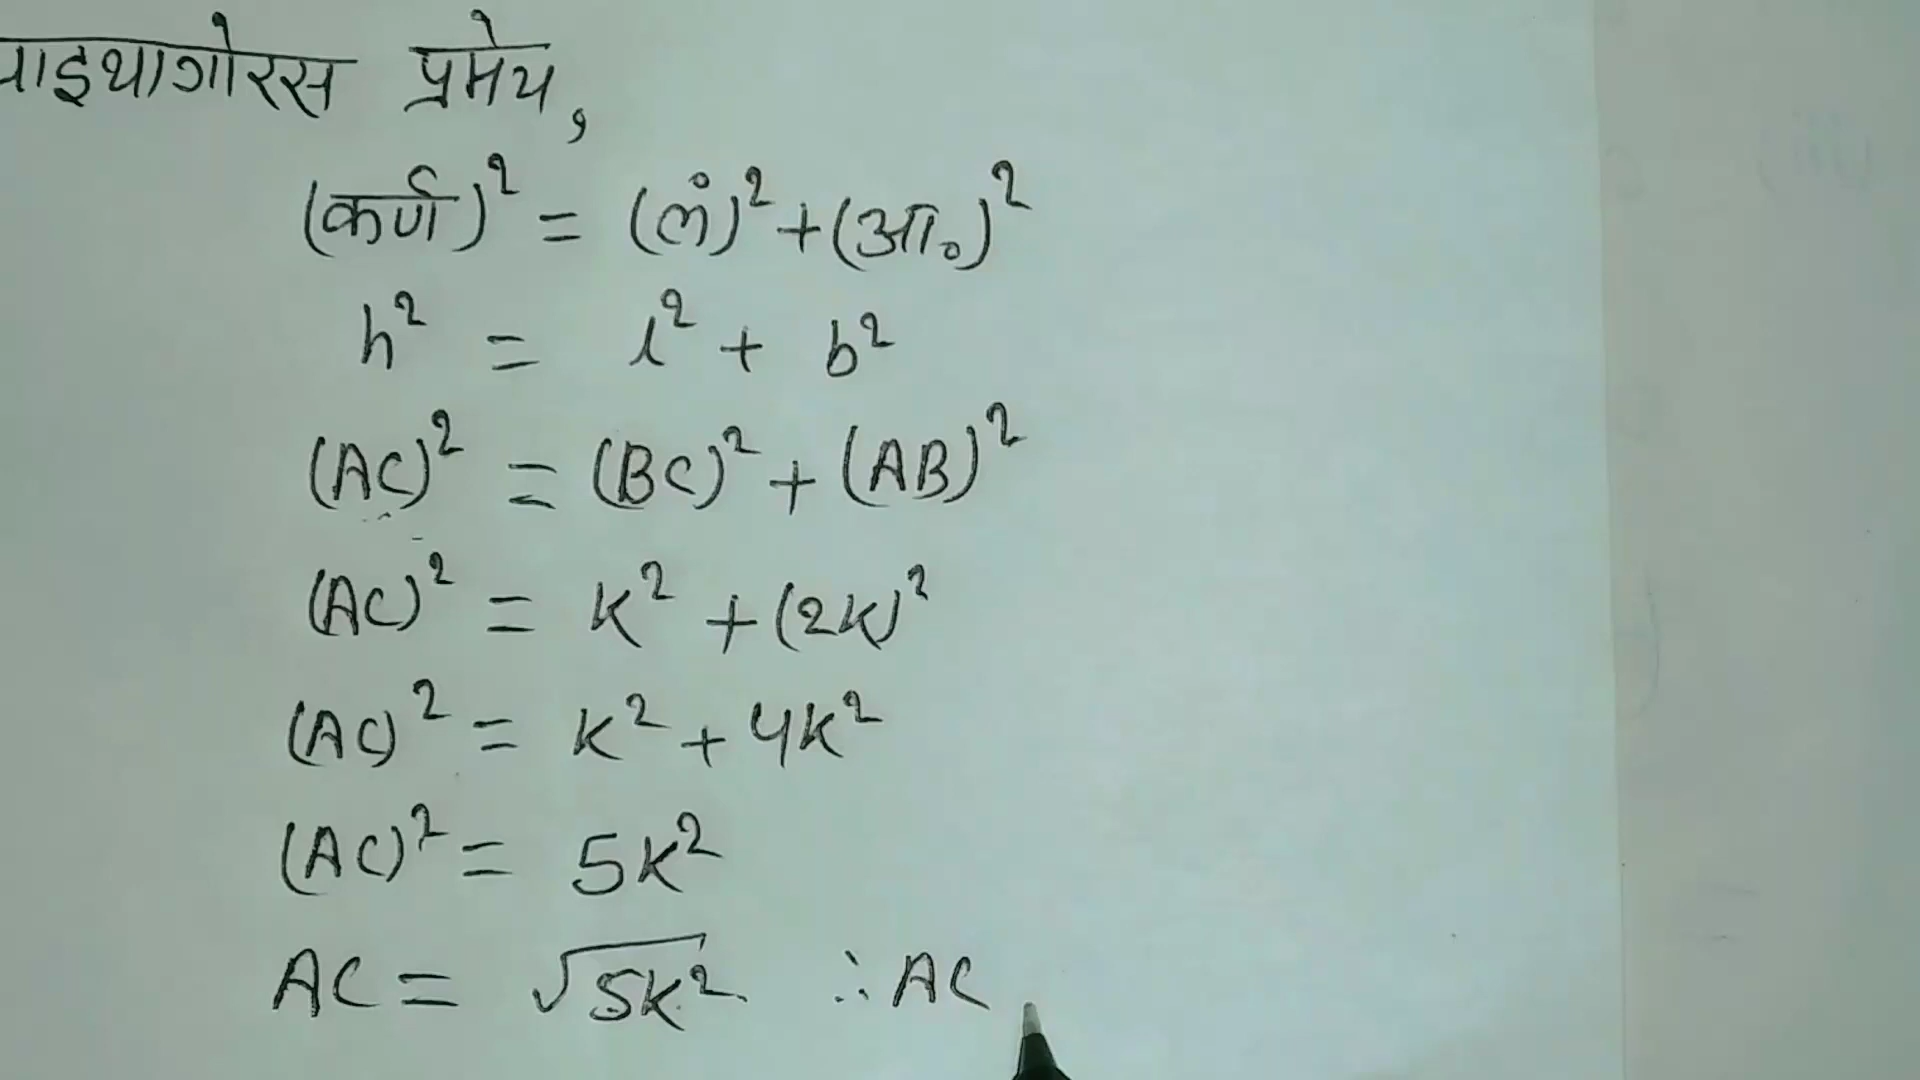 पाइथागोरस प्रमेय,
(कर्ण)² = (लं)² + (आ०)²
h² = l² + b²
(AC)² = (BC)² + (AB)²
(AC)² = K² + (2K)²
(AC)² = K² + 4K²
(AC)² = 5K²
AC = √5K² ∴ AC